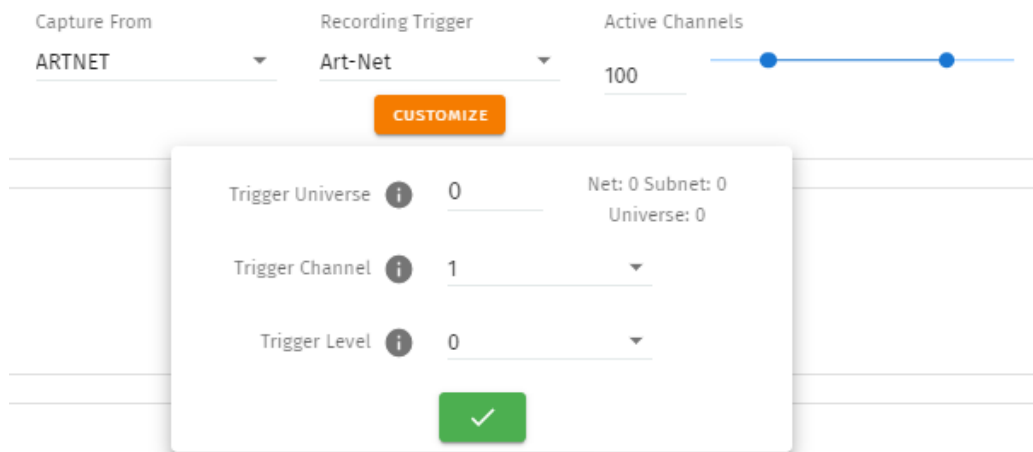 Capture From Recording Trigger Active Channels
ARTNET Art-Net 100
CUSTOMIZE
Trigger Universe 0 Net: 0 Subnet: 0
Universe: 0
Trigger Channel 1
Trigger Level 0